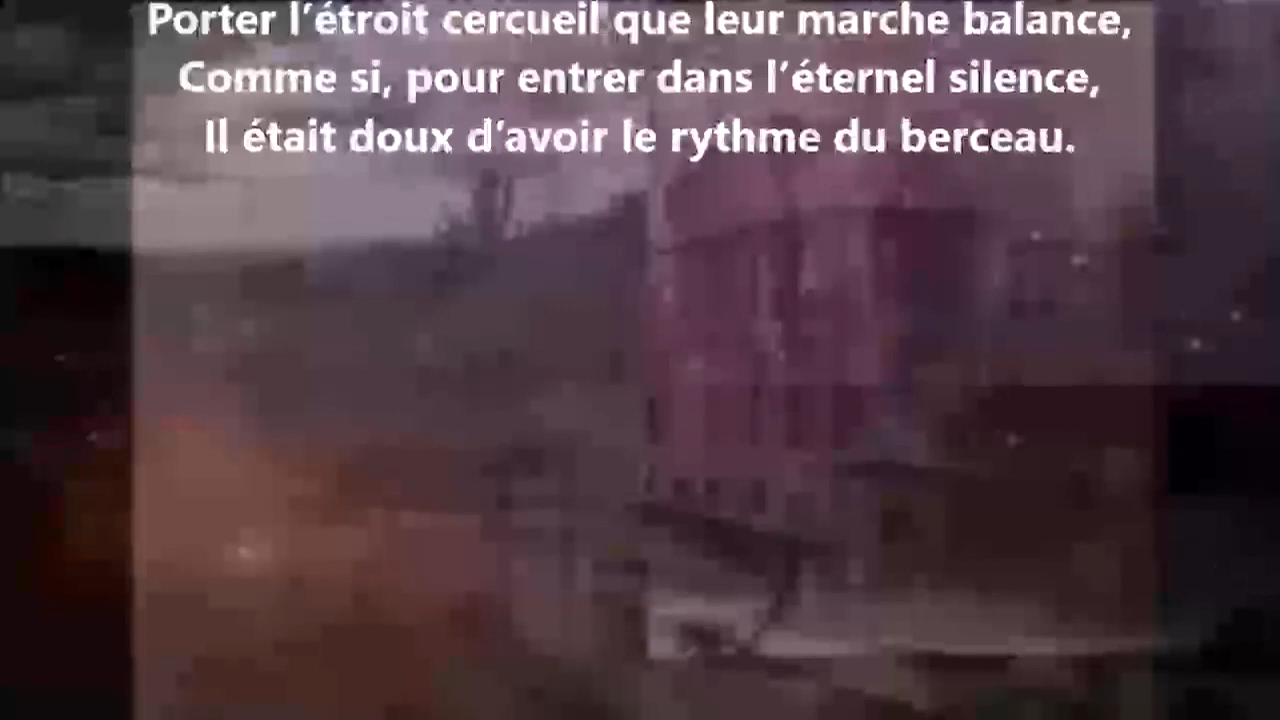 Porter l’étroit cercueil que leur marche balance,
Comme si, pour entrer dans l’éternel silence,
Il était doux d’avoir le rythme du berceau.